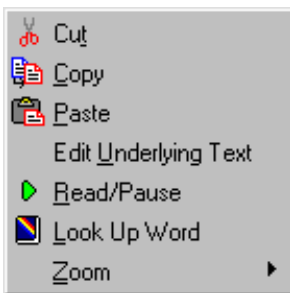 Cut
Copy
Paste
Edit Underlying Text
Read/Pause
Look Up Word
Zoom